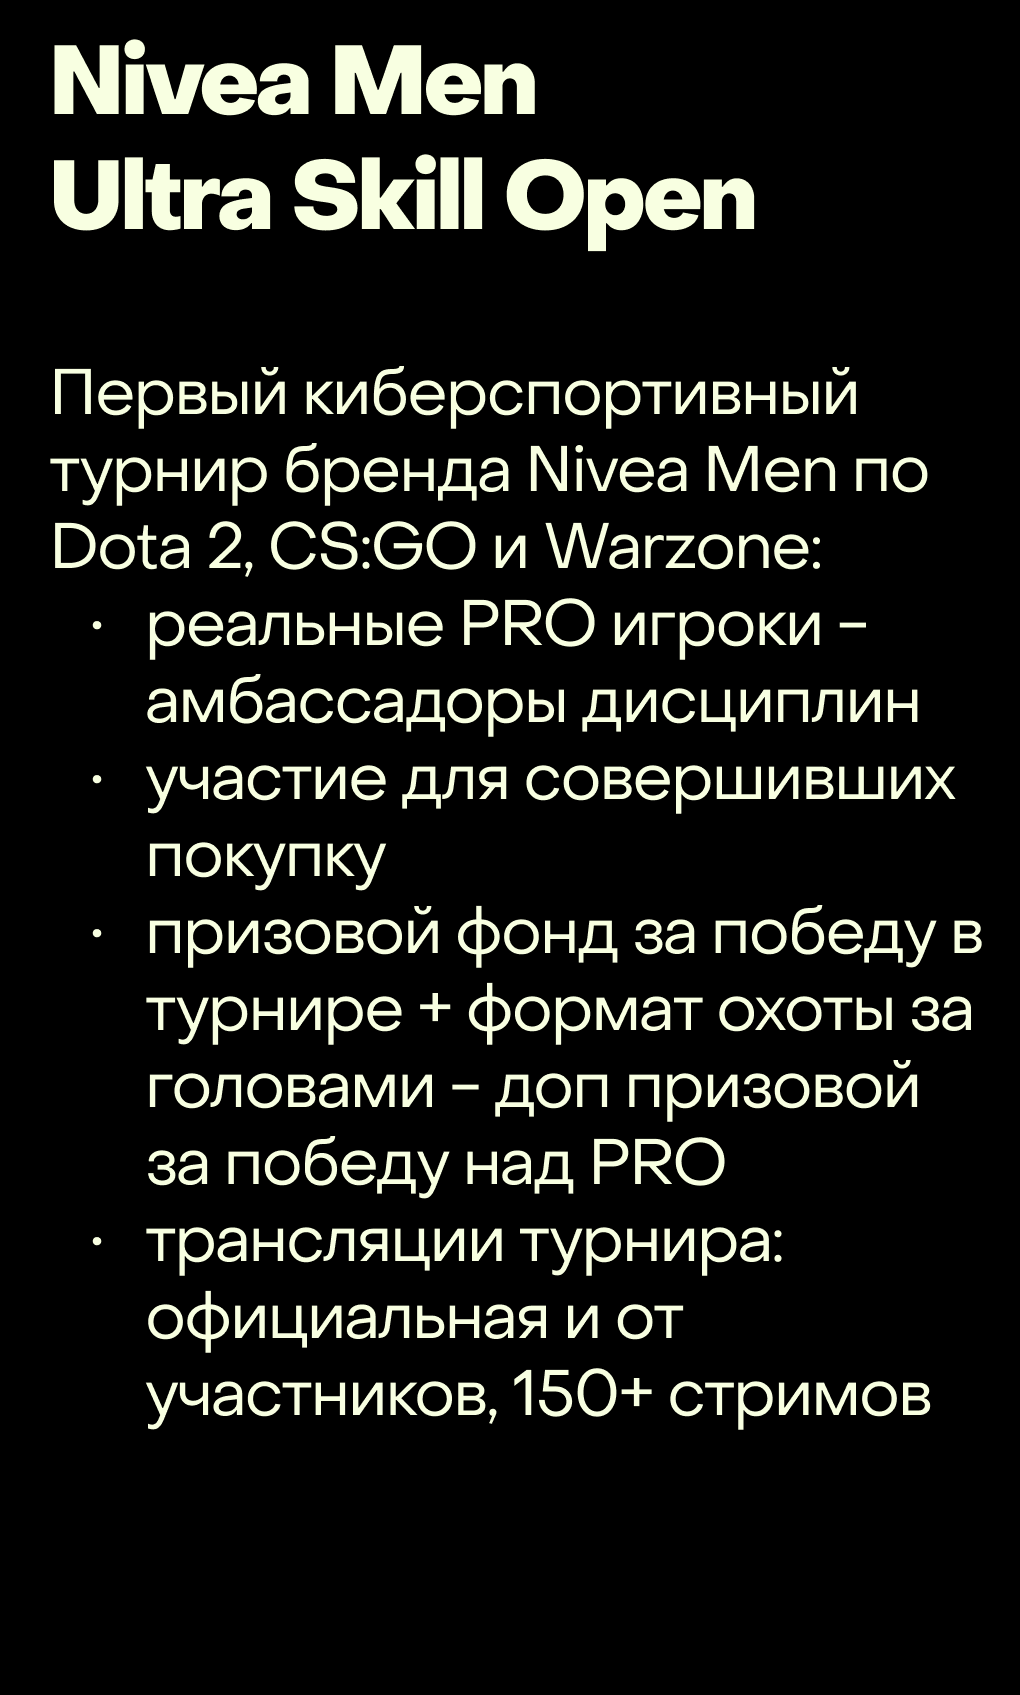 Nivea Men
Ultra Skill Open
Первый киберспортивный
турнир бренда Nivea Men по
Dota 2, CS:GO и Warzone:
· реальные PRO игроки –
амбассадоры дисциплин
· участие для совершивших
покупку
· призовой фонд за победу в
турнире + формат охоты за
головами – доп призовой
за победу над PRO
· трансляции турнира:
официальная и от
участников, 150+ стримов